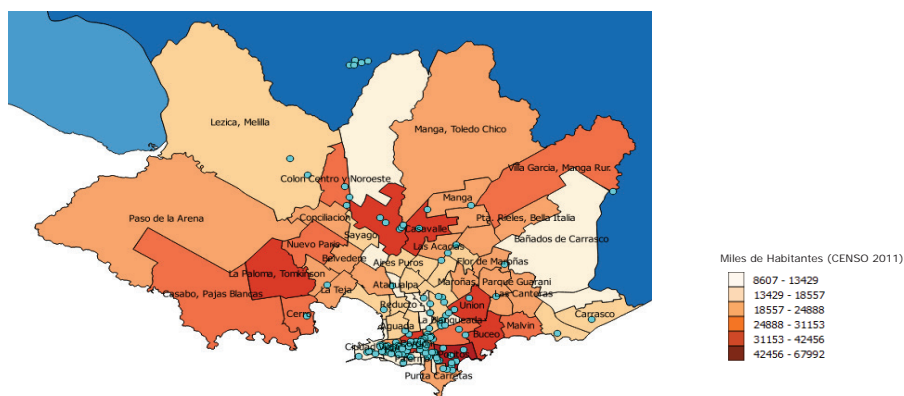 Lezica, Melilla
Manga, Toledo Chico
Villa Garcia, Manga Rur.
Colon Centro y Noroeste
Manga
Paso de la Arena
Conciliacion
Pta. Rieles, Bella Italia
Casavalle
Sayago
Bañados de Carrasco
Nuevo Paris
Las Acacias
Belvedere
Aires Puros
Flor de Maroñas
La Paloma, Tomkinson
Maroñas, Parque Guarani
Casabo, Pajas Blancas
La Teja
Atahualpa
Las Canteras
Reducto
Union
Cerro
La Blanqueada
Carrasco
Aguada
Malvin
Buceo
Punta Carretas
Miles de Habitantes (CENSO 2011)
8607 - 13429
13429 - 18557
18557 - 24888
24888 - 31153
31153 - 42456
42456 - 67992